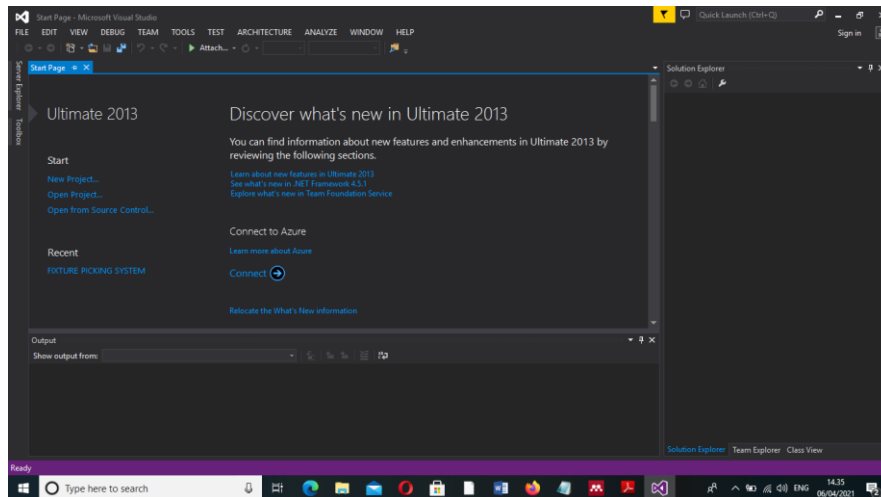 Start Page - Microsoft Visual Studio
Quick Launch (Ctrl+Q)
FILE EDIT VIEW DEBUG TEAM TOOLS TEST ARCHITECTURE ANALYZE WINDOW HELP
Sign in
Attach...
Server Explorer
Toolbox
Start Page
Ultimate 2013
Start
New Project...
Open Project...
Open from Source Control...
Recent
FIXTURE PICKING SYSTEM
Discover what's new in Ultimate 2013
You can find information about new features and enhancements in Ultimate 2013 by
reviewing the following sections.
Learn about new features in Ultimate 2013
See what's new in .NET Framework 4.5.1
Explore what's new in Team Foundation Service
Connect to Azure
Learn more about Azure
Connect
Relocate the What's New information
Solution Explorer
Output
Show output from:
Solution Explorer Team Explorer Class View
Ready
Type here to search
ENG
14.35
06/04/2021